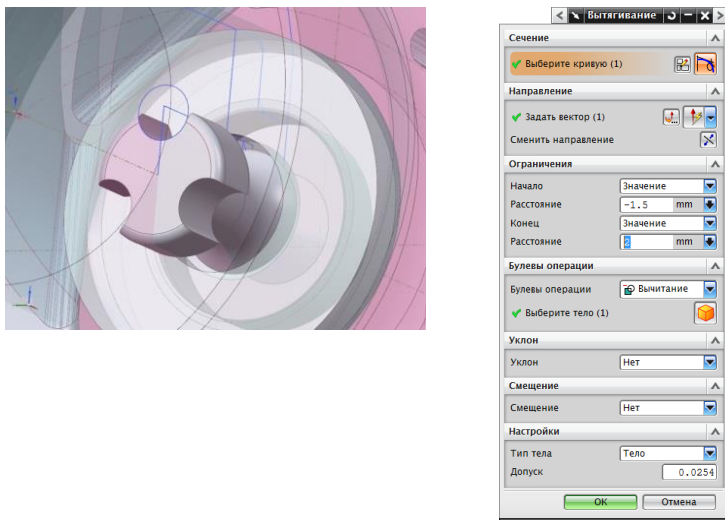 Вытягивание
Сечение
Выберите кривую (1)
Направление
Задать вектор (1)
Сменить направление
Ограничения
Начало Значение
Расстояние -1.5 mm
Конец Значение
Расстояние 2 mm
Булевы операции
Булевы операции Вычитание
Выберите тело (1)
Уклон
Уклон Нет
Смещение
Смещение Нет
Настройки
Тип тела Тело
Допуск 0.0254
ОК Отмена